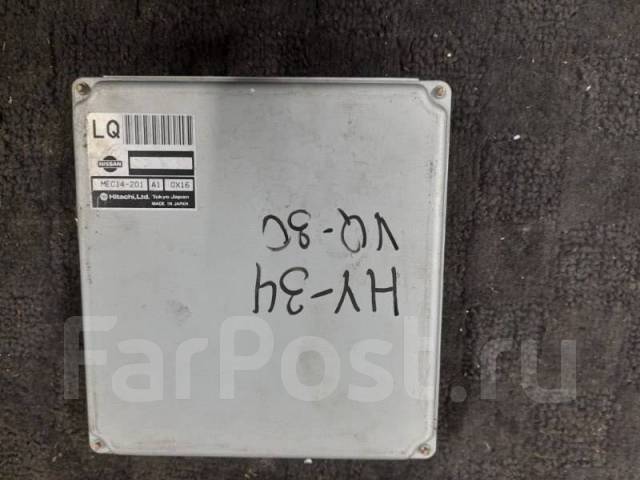 LQ
NISSAN
MEC14-201 A1 0X16
Hitachi,Ltd. Tokyo Japan
MADE IN JAPAN
HY-34
VQ-30
FarPost.ru